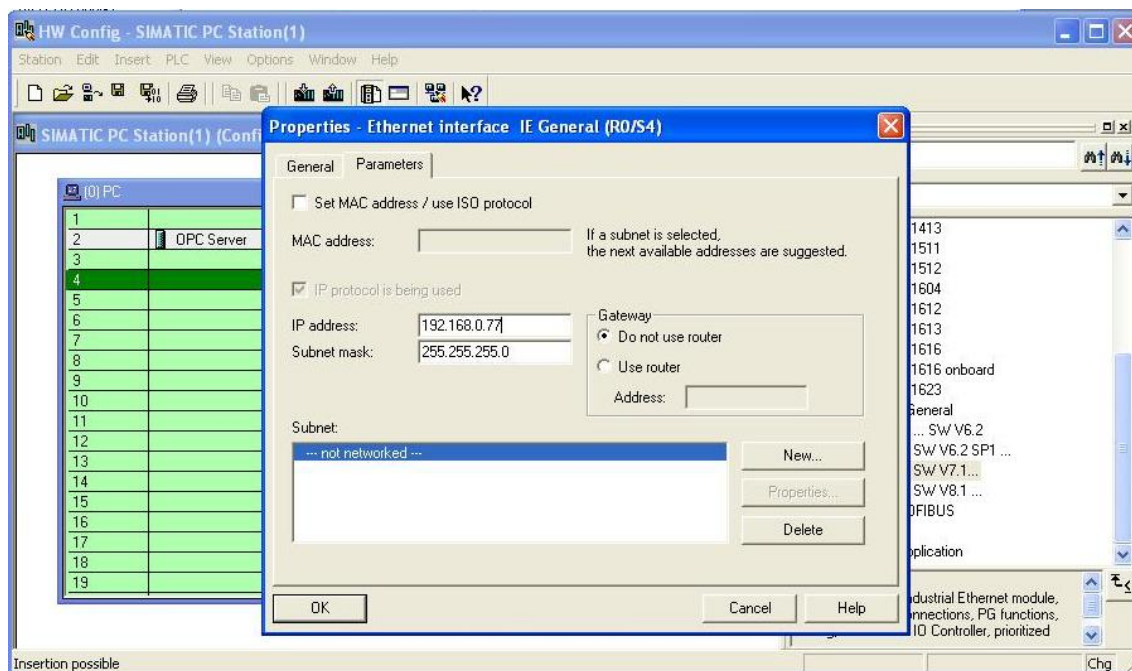 HW Config - SIMATIC PC Station(1)
Station Edit Insert PLC View Options Window Help
SIMATIC PC Station(1) (Confi
(0) PC
1
2 OPC Server
3
4
5
6
7
8
9
10
11
12
13
14
15
16
17
18
19
Properties - Ethernet interface IE General (R0/S4)
General Parameters
Set MAC address / use ISO protocol
MAC address:
If a subnet is selected,
the next available addresses are suggested.
IP protocol is being used
IP address: 192.168.0.77
Subnet mask: 255.255.255.0
Gateway
Do not use router
Use router
Address:
Subnet:
--- not networked ---
New...
Properties...
Delete
OK Cancel Help
1413
1511
1512
1604
1612
1613
1616
1616 onboard
1623
General
... SW V6.2
SW V6.2 SP1 ...
SW V7.1...
SW V8.1 ...
OFIBUS
pplication
dustrial Ethernet module,
nnections, PG functions,
IO Controller, prioritized
Insertion possible
Chg